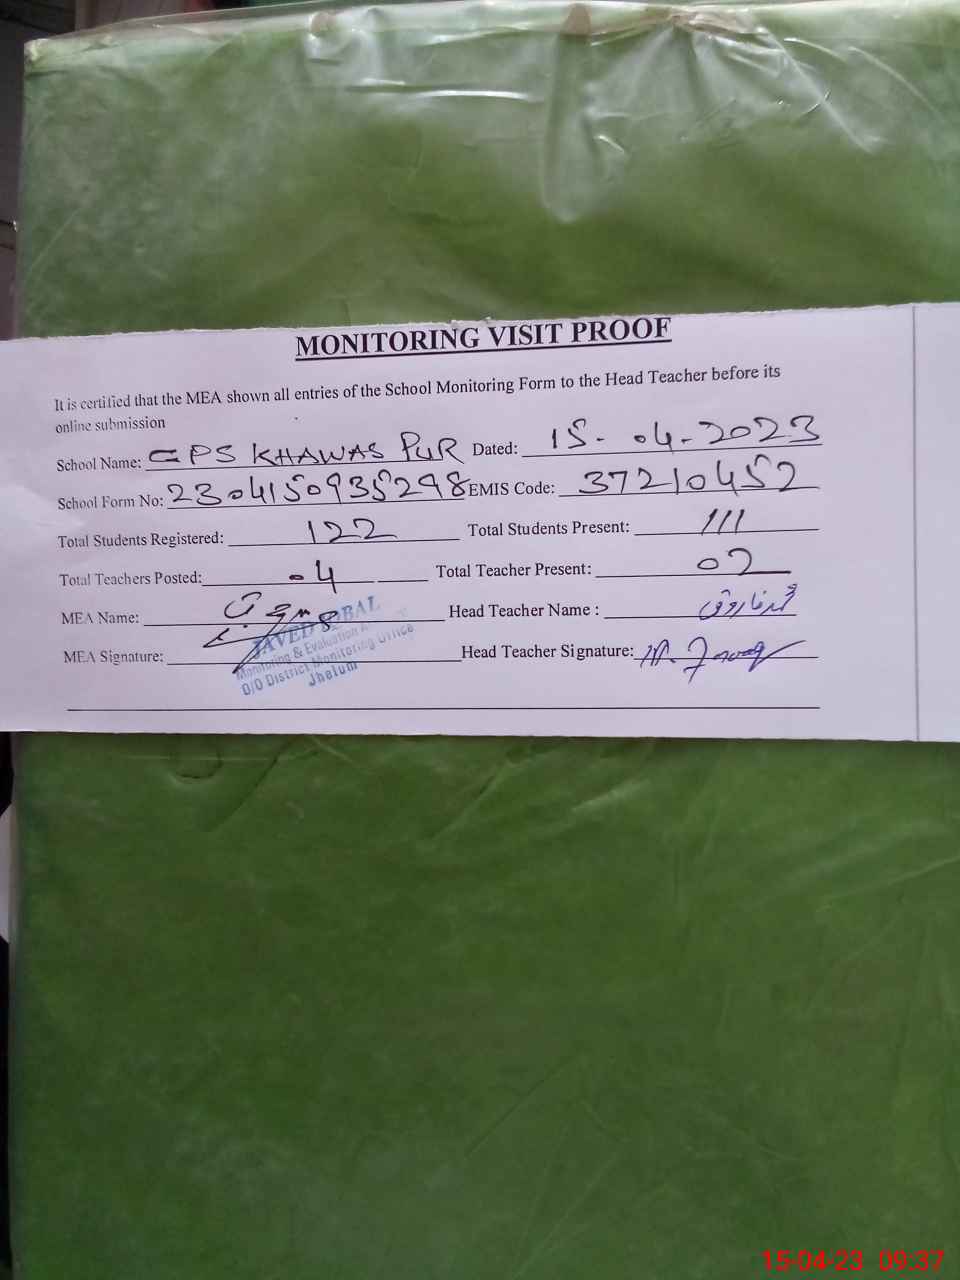 MONITORING VISIT PROOF
It is certified that the MEA shown all entries of the School Monitoring Form to the Head Teacher before its
online submission
School Name: GPS KHAWAS PUR Dated: 15-04-2023
School Form No: 230415093529498 EMIS Code: 37210452
Total Students Registered: 122 Total Students Present: 111
Total Teachers Posted: 04 Total Teacher Present: 02
MEA Name: Head Teacher Name : محمد فاروق
JAVED IQBAL
MEA Signature: Head Teacher Signature: M. Farooq
Monitoring & Evaluation A
O/O District Monitoring Office
Jhelum
15-04-23 09:37